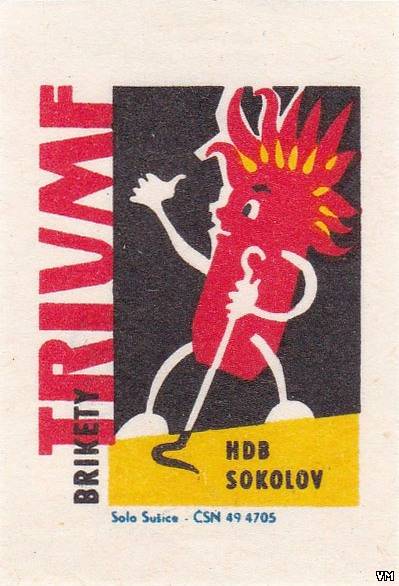 TRIUMF
BRIKETY
HDB
SOKOLOV
Solo Sušice - ČSN 49 4705
VM